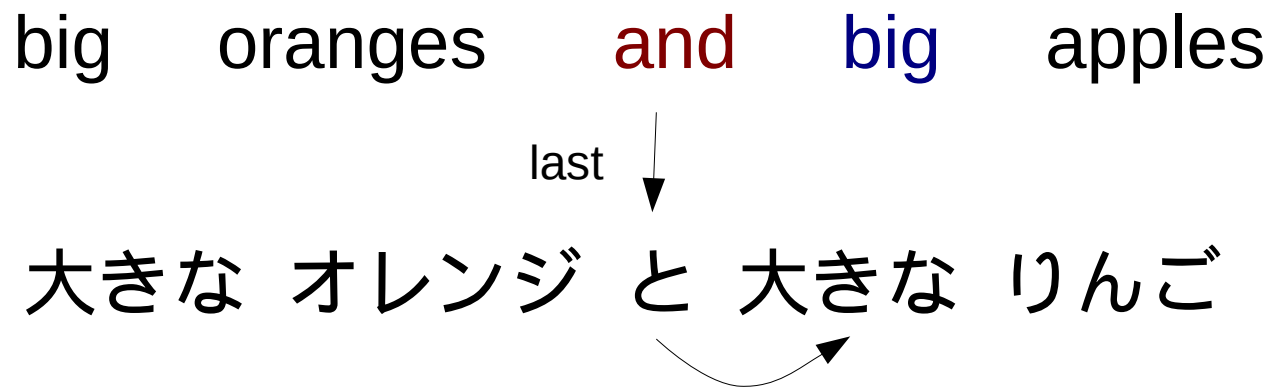 big oranges and big apples
last
大きな オレンジ と 大きな りんご